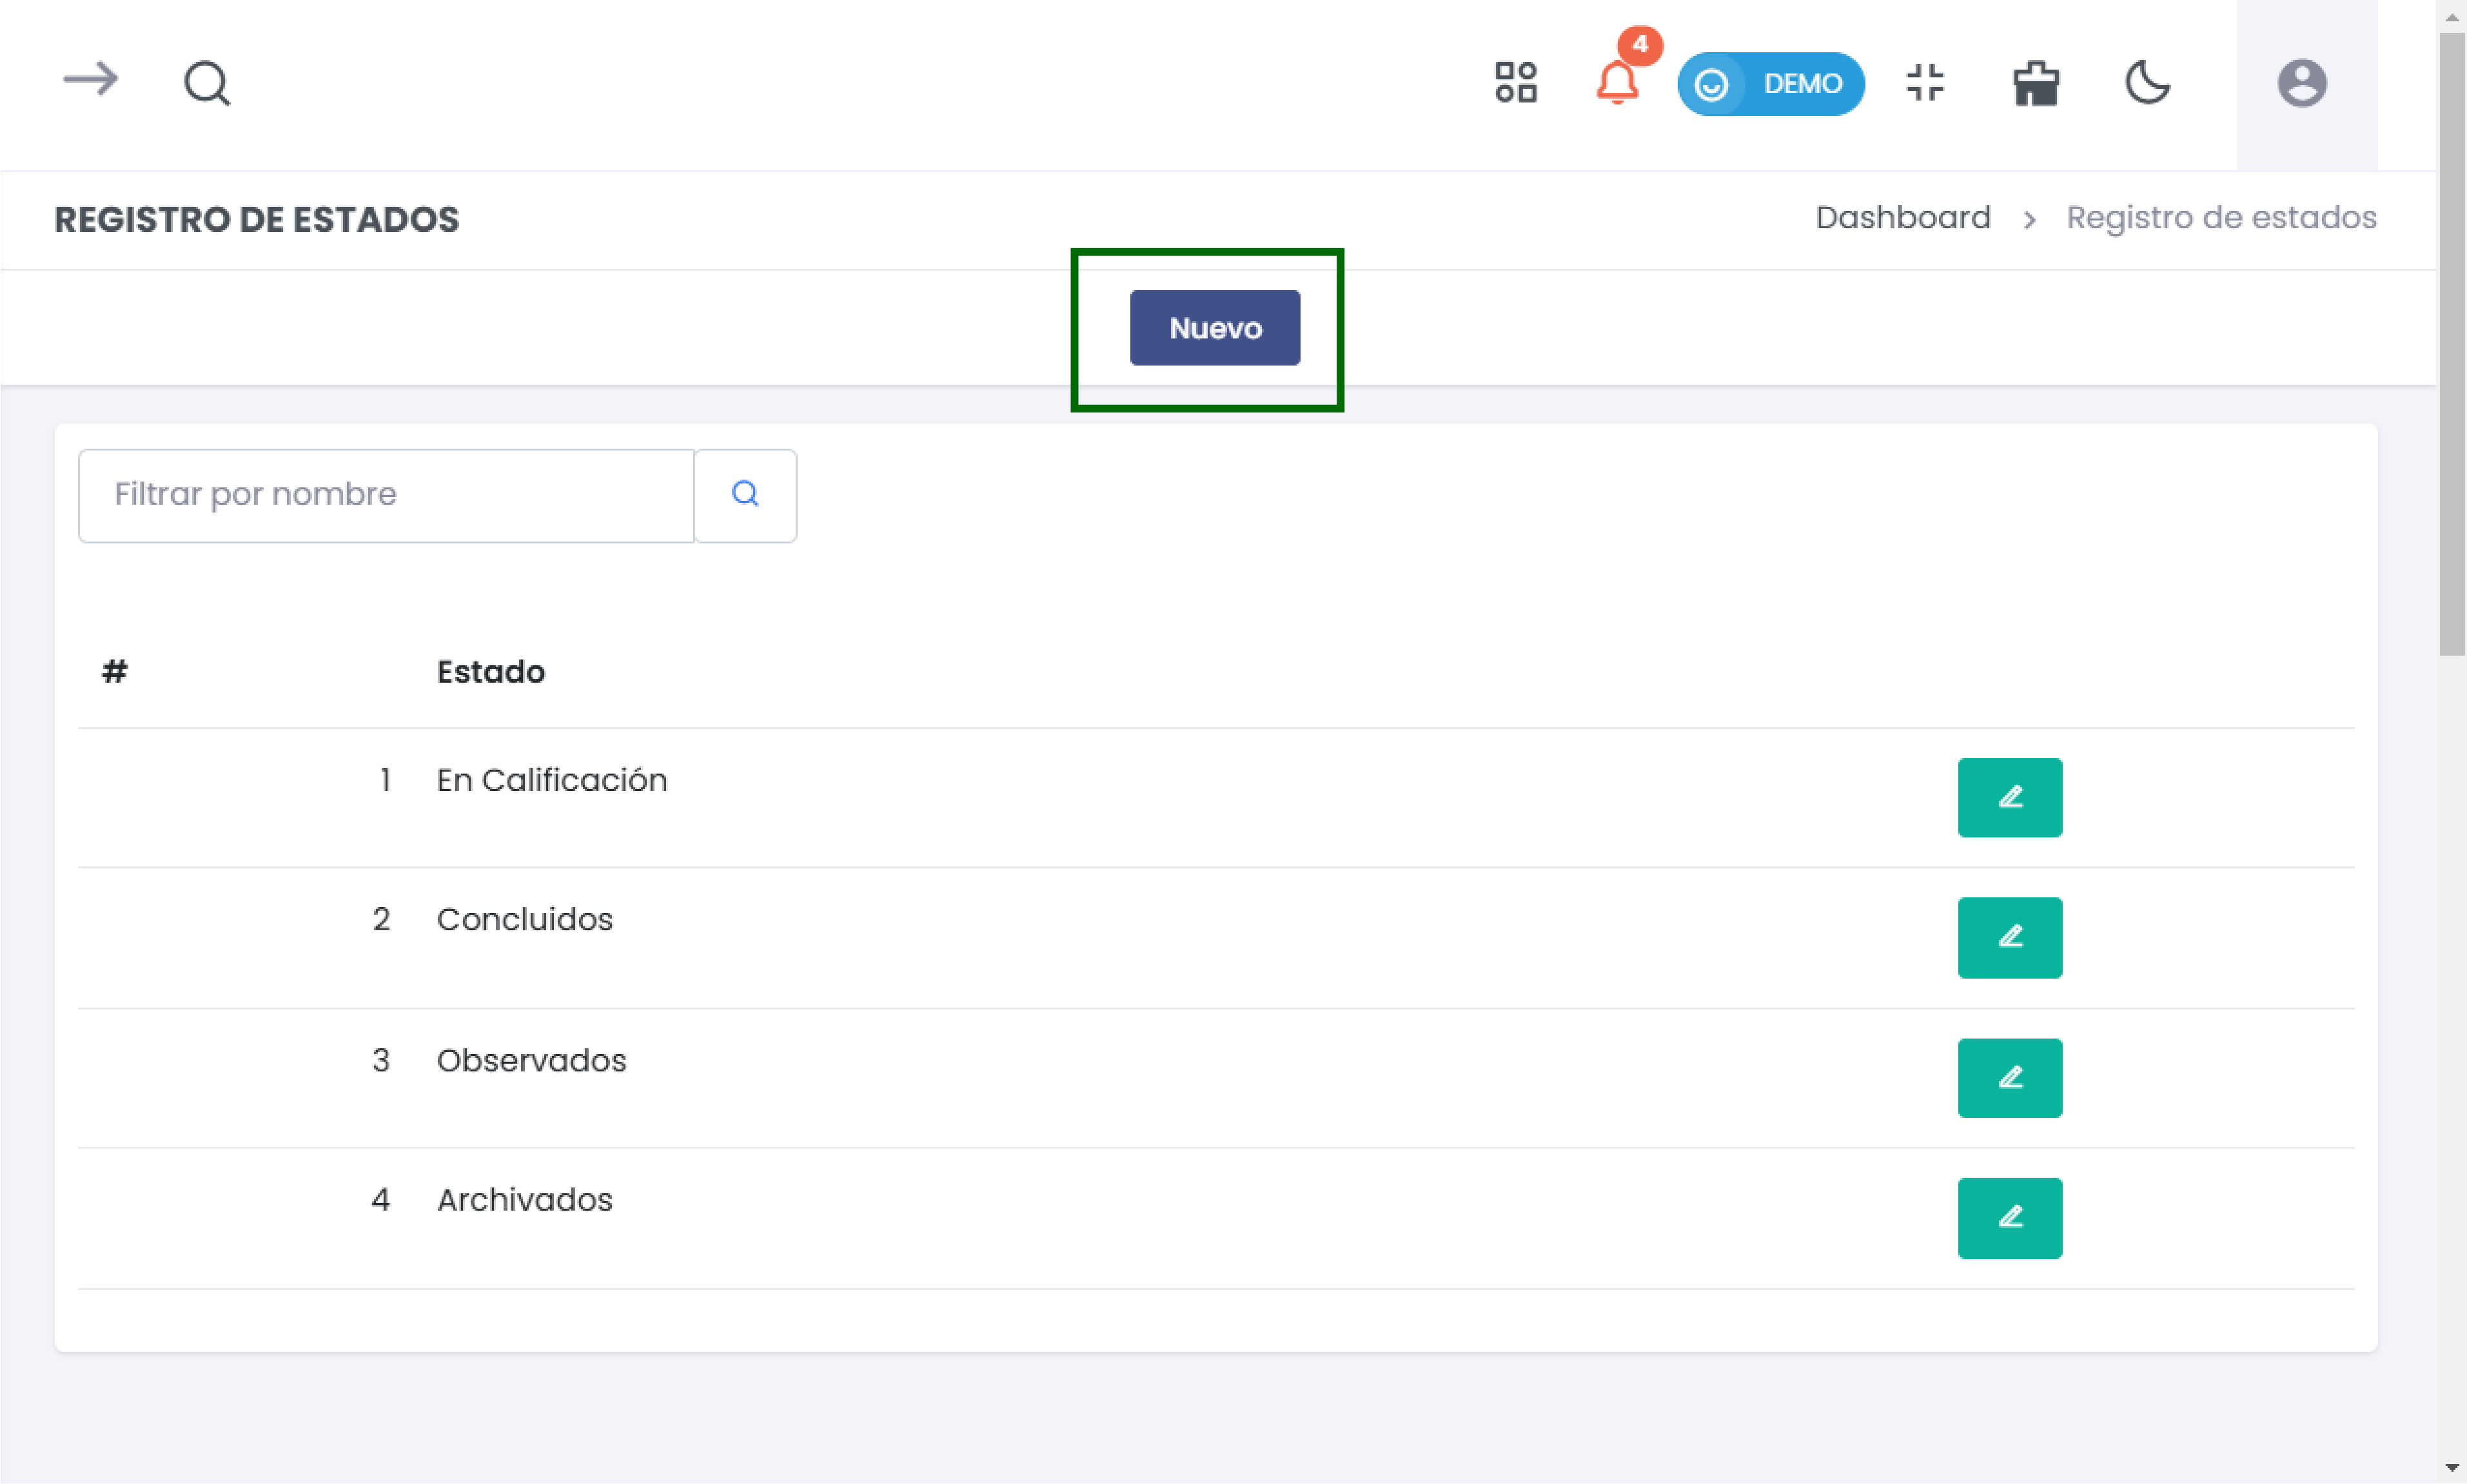 4
DEMO
REGISTRO DE ESTADOS
Dashboard > Registro de estados
Nuevo
Filtrar por nombre
# Estado
1 En Calificación
2 Concluidos
3 Observados
4 Archivados